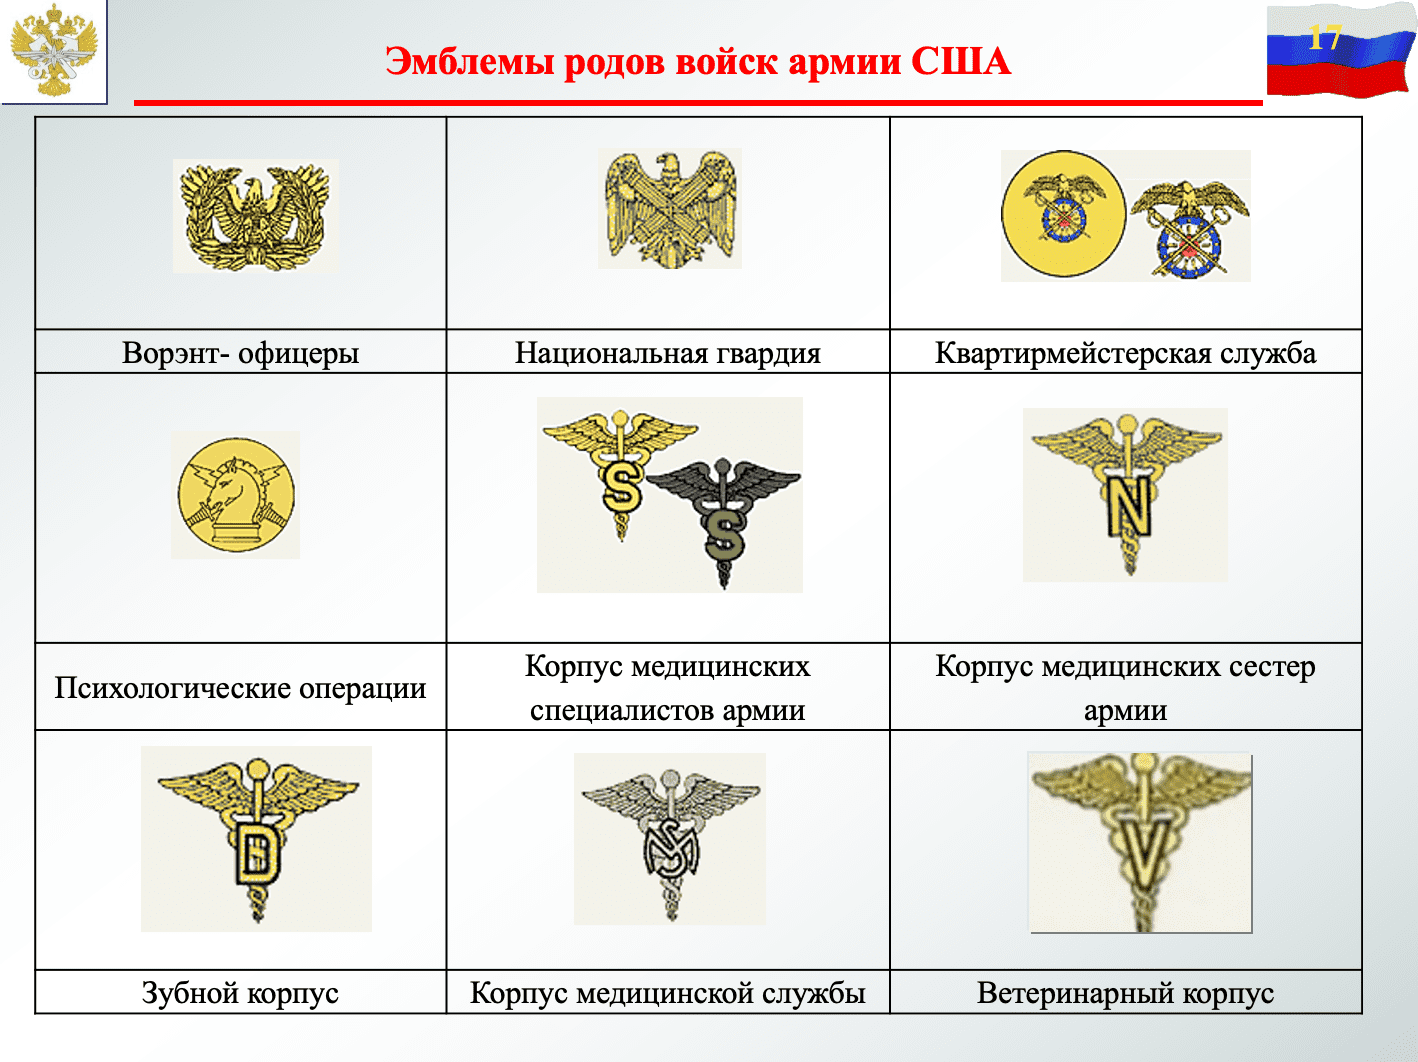 Эмблемы родов войск армии США
17
Ворэнт- офицеры
Национальная гвардия
Квартирмейстерская служба
S
S
N
Психологические операции
Корпус медицинских
специалистов армии
Корпус медицинских сестер
армии
D
MS
V
Зубной корпус
Корпус медицинской службы
Ветеринарный корпус